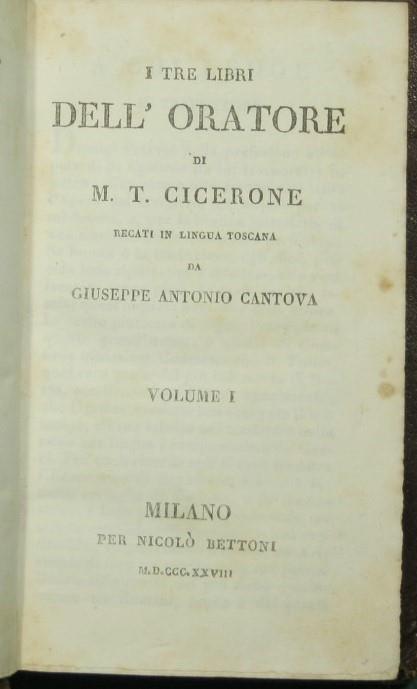 I TRE LIBRI
DELL' ORATORE
DI
M. T. CICERONE
RECATI IN LINGUA TOSCANA
DA
GIUSEPPE ANTONIO CANTOVA
VOLUME I
MILANO
PER NICOLÒ BETTONI
M.D.CCC.XXVIII